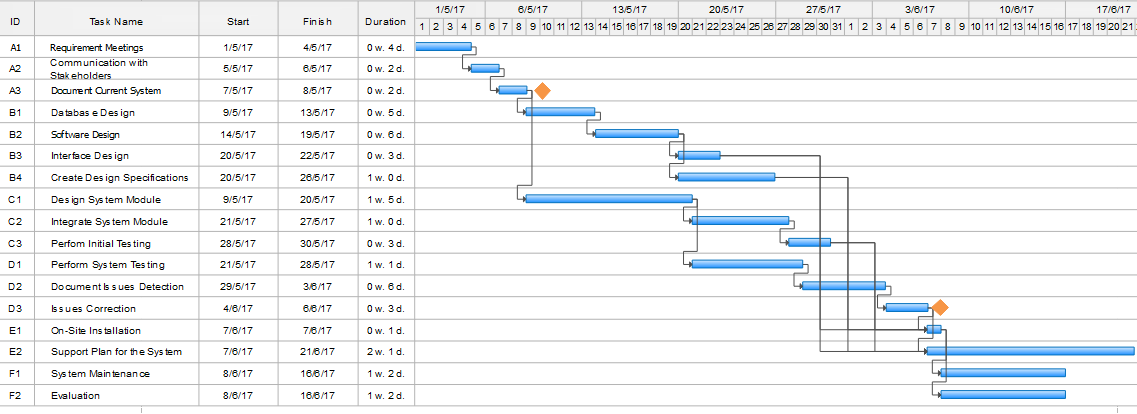 ID Task Name Start Finish Duration 1/5/17 6/5/17 13/5/17 20/5/17 27/5/17 3/6/17 10/6/17 17/6/17
1 2 3 4 5 6 7 8 9 10 11 12 13 14 15 16 17 18 19 20 21 22 23 24 25 26 27 28 29 30 31 1 2 3 4 5 6 7 8 9 10 11 12 13 14 15 16 17 18 19 20 21
A1 Requirement Meetings 1/5/17 4/5/17 0 w. 4 d.
A2 Communication with
Stakeholders 5/5/17 6/5/17 0 w. 2 d.
A3 Document Current System 7/5/17 8/5/17 0 w. 2 d.
B1 Database Design 9/5/17 13/5/17 0 w. 5 d.
B2 Software Design 14/5/17 19/5/17 0 w. 6 d.
B3 Interface Design 20/5/17 22/5/17 0 w. 3 d.
B4 Create Design Specifications 20/5/17 26/5/17 1 w. 0 d.
C1 Design System Module 9/5/17 20/5/17 1 w. 5 d.
C2 Integrate System Module 21/5/17 27/5/17 1 w. 0 d.
C3 Perfom Initial Testing 28/5/17 30/5/17 0 w. 3 d.
D1 Perform System Testing 21/5/17 28/5/17 1 w. 1 d.
D2 Document Issues Detection 29/5/17 3/6/17 0 w. 6 d.
D3 Issues Correction 4/6/17 6/6/17 0 w. 3 d.
E1 On-Site Installation 7/6/17 7/6/17 0 w. 1 d.
E2 Support Plan for the System 7/6/17 21/6/17 2 w. 1 d.
F1 System Maintenance 8/6/17 16/6/17 1 w. 2 d.
F2 Evaluation 8/6/17 16/6/17 1 w. 2 d.